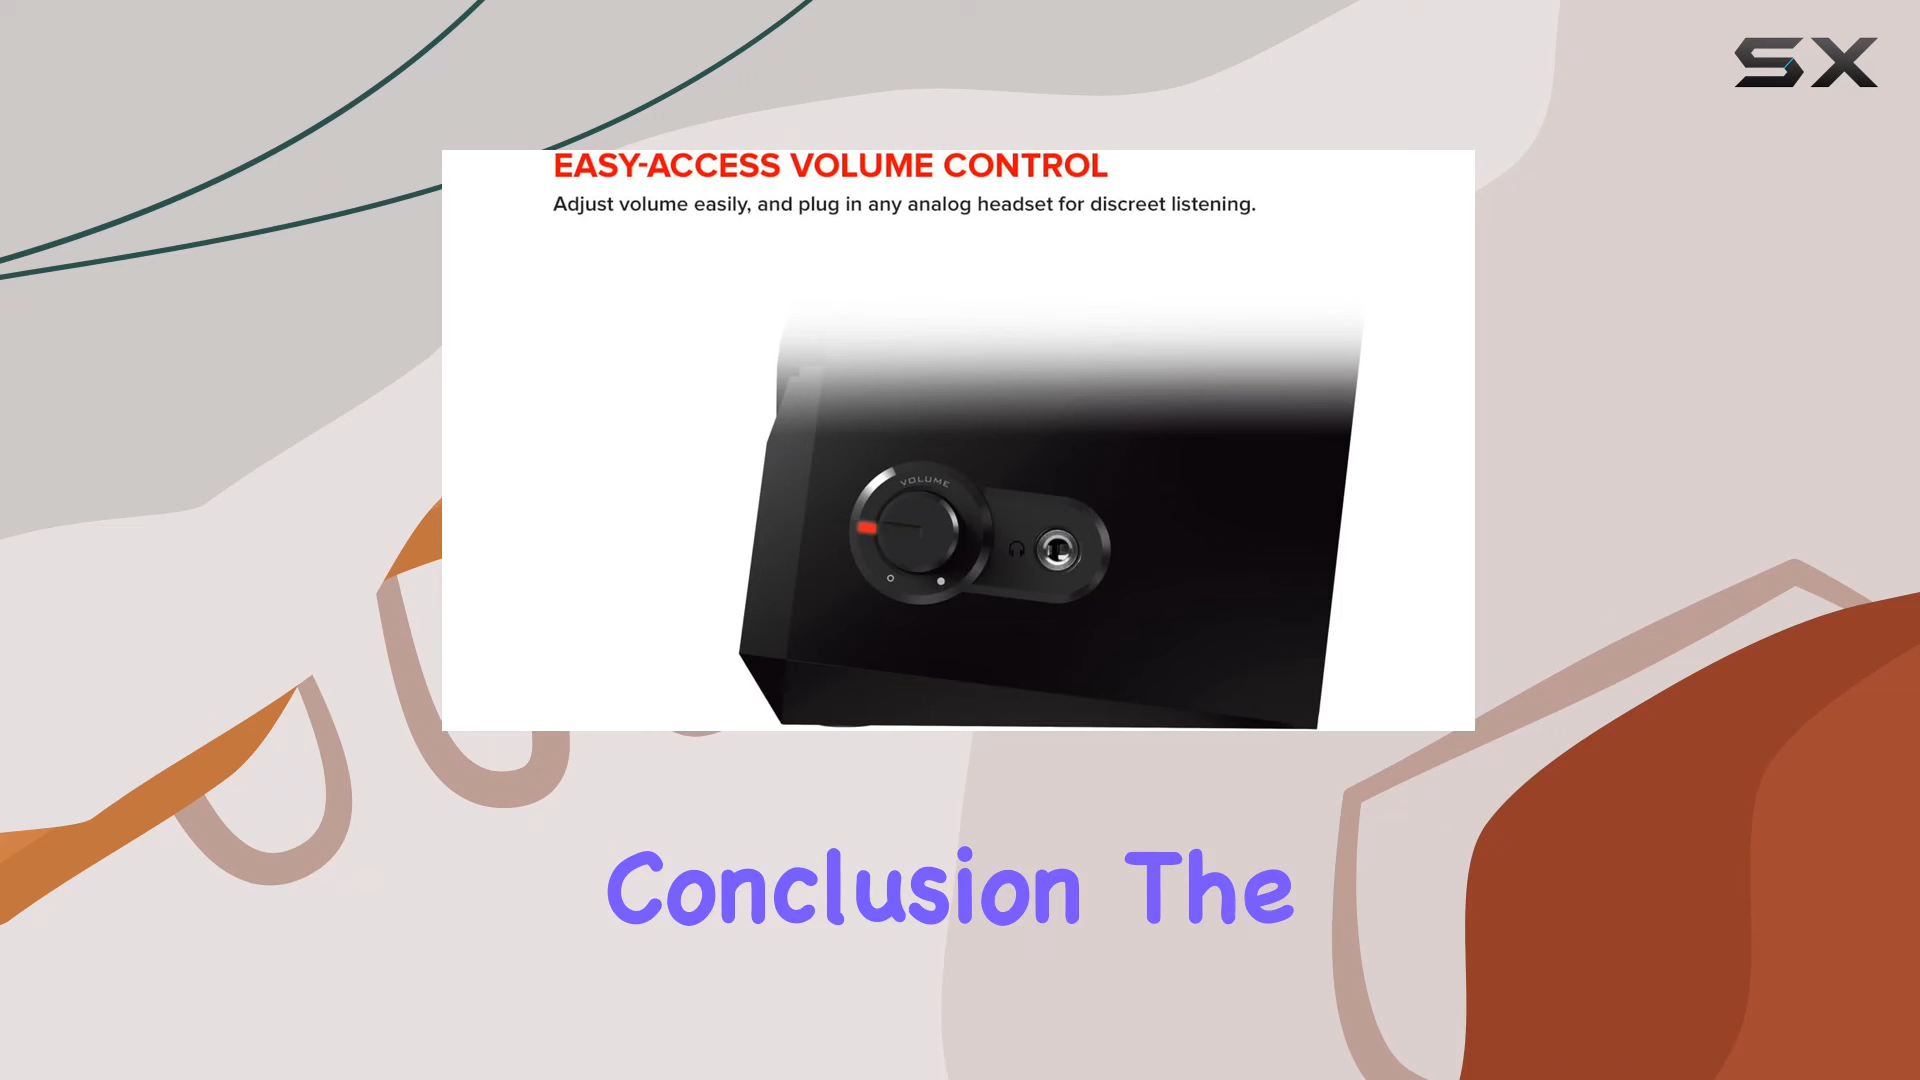 SX
EASY-ACCESS VOLUME CONTROL
Adjust volume easily, and plug in any analog headset for discreet listening.
VOLUME
Conclusion The